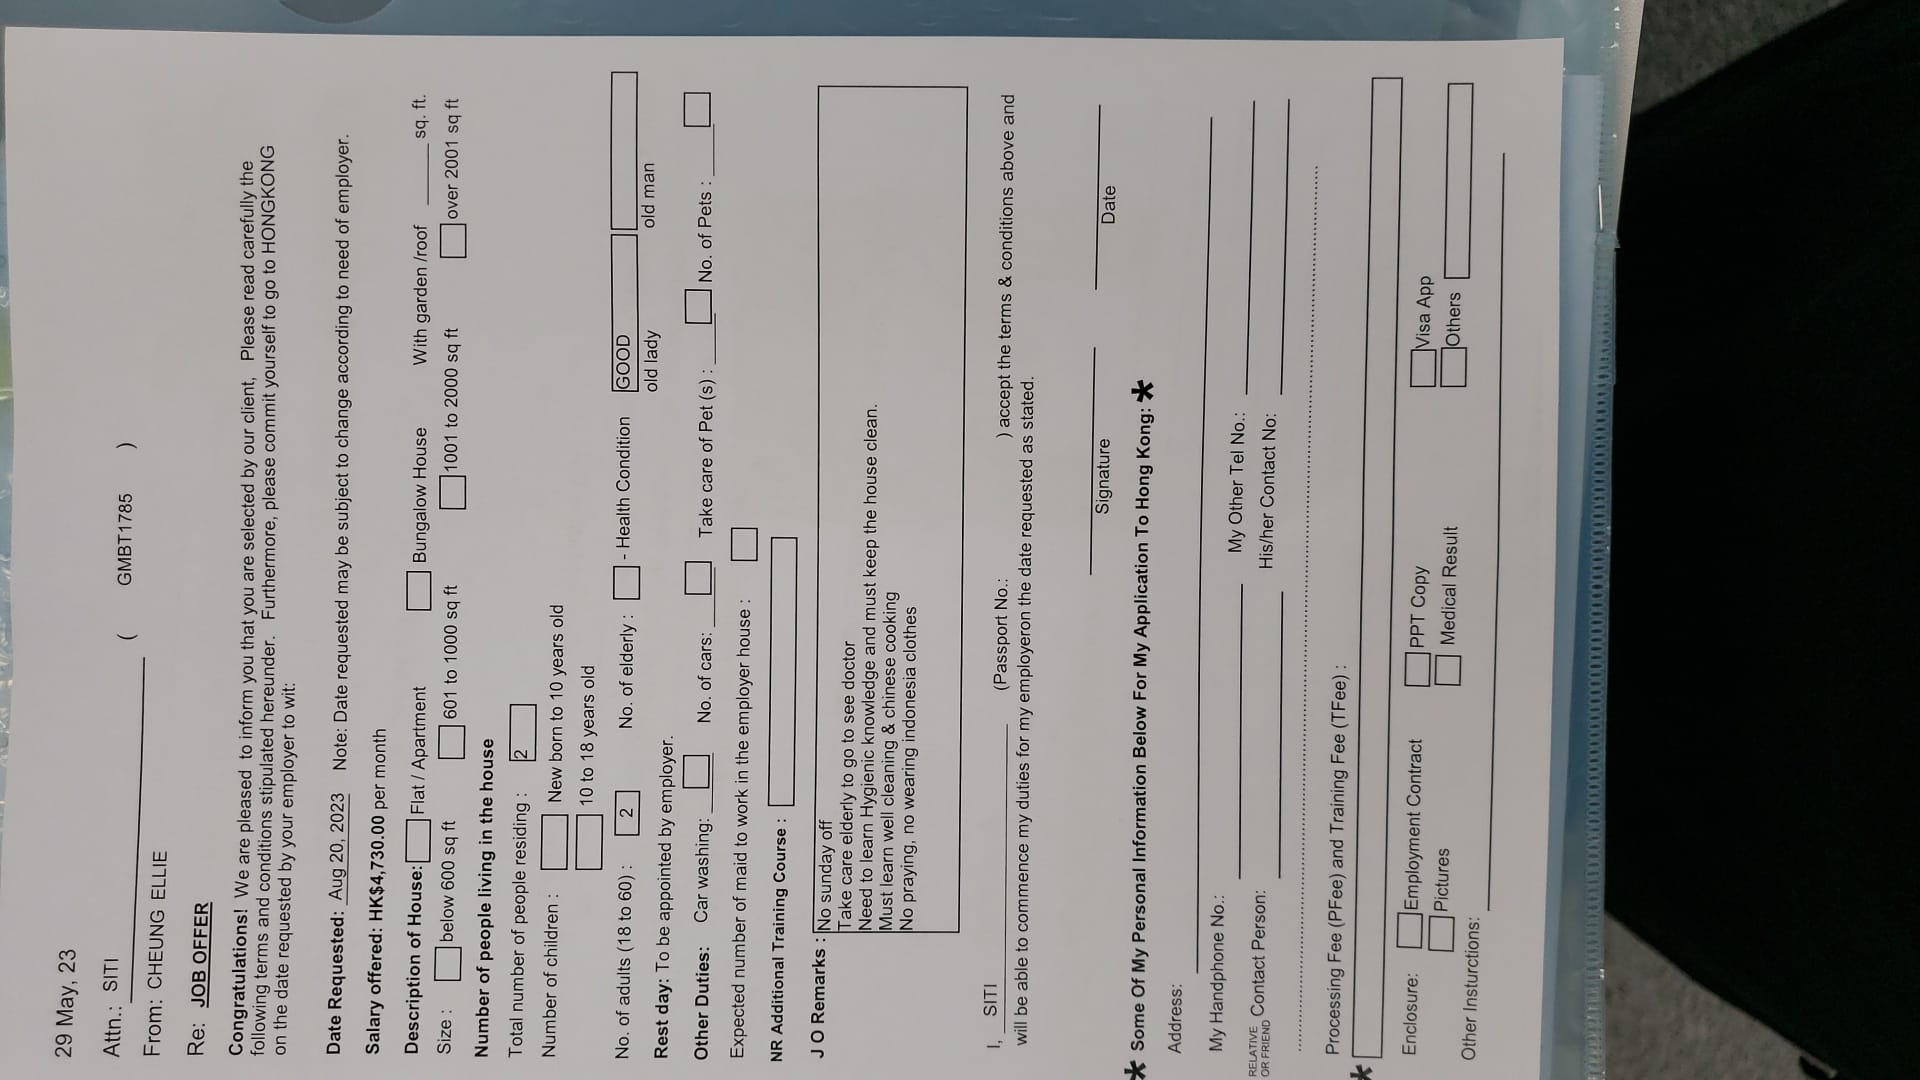 29 May, 23
Attn.: SITI ( GMBT1785 )
From: CHEUNG ELLIE
Re: JOB OFFER
Congratulations! We are pleased to inform you that you are selected by our client, Please read carefully the
following terms and conditions stipulated hereunder. Furthermore, please commit yourself to go to HONGKONG
on the date requested by your employer to wit:
Date Requested: Aug 20, 2023 Note: Date requested may be subject to change according to need of employer.
Salary offered: HK$4,730.00 per month
Description of House: Flat / Apartment Bungalow House With garden /roof ______ sq. ft.
Size : below 600 sq ft 601 to 1000 sq ft 1001 to 2000 sq ft over 2001 sq ft
Number of people living in the house
Total number of people residing : 2
Number of children : New born to 10 years old
10 to 18 years old
No. of adults (18 to 60) : 2 No. of elderly : - Health Condition GOOD
old lady old man
Rest day: To be appointed by employer.
Other Duties: Car washing: No. of cars: Take care of Pet (s) : No. of Pets :
Expected number of maid to work in the employer house :
NR Additional Training Course :
J O Remarks : No sunday off
Take care elderly to go to see doctor
Need to learn Hygienic knowledge and must keep the house clean.
Must learn well cleaning & chinese cooking
No praying, no wearing indonesia clothes
I, SITI (Passport No.: ) accept the terms & conditions above and
will be able to commence my duties for my employeron the date requested as stated.
Signature Date
* Some Of My Personal Information Below For My Application To Hong Kong: *
Address:
My Handphone No.: My Other Tel No.:
RELATIVE OR FRIEND Contact Person: His/her Contact No:
Processing Fee (PFee) and Training Fee (TFee) :
*
Enclosure: Employment Contract PPT Copy Visa App
Pictures Medical Result Others
Other Insturctions: